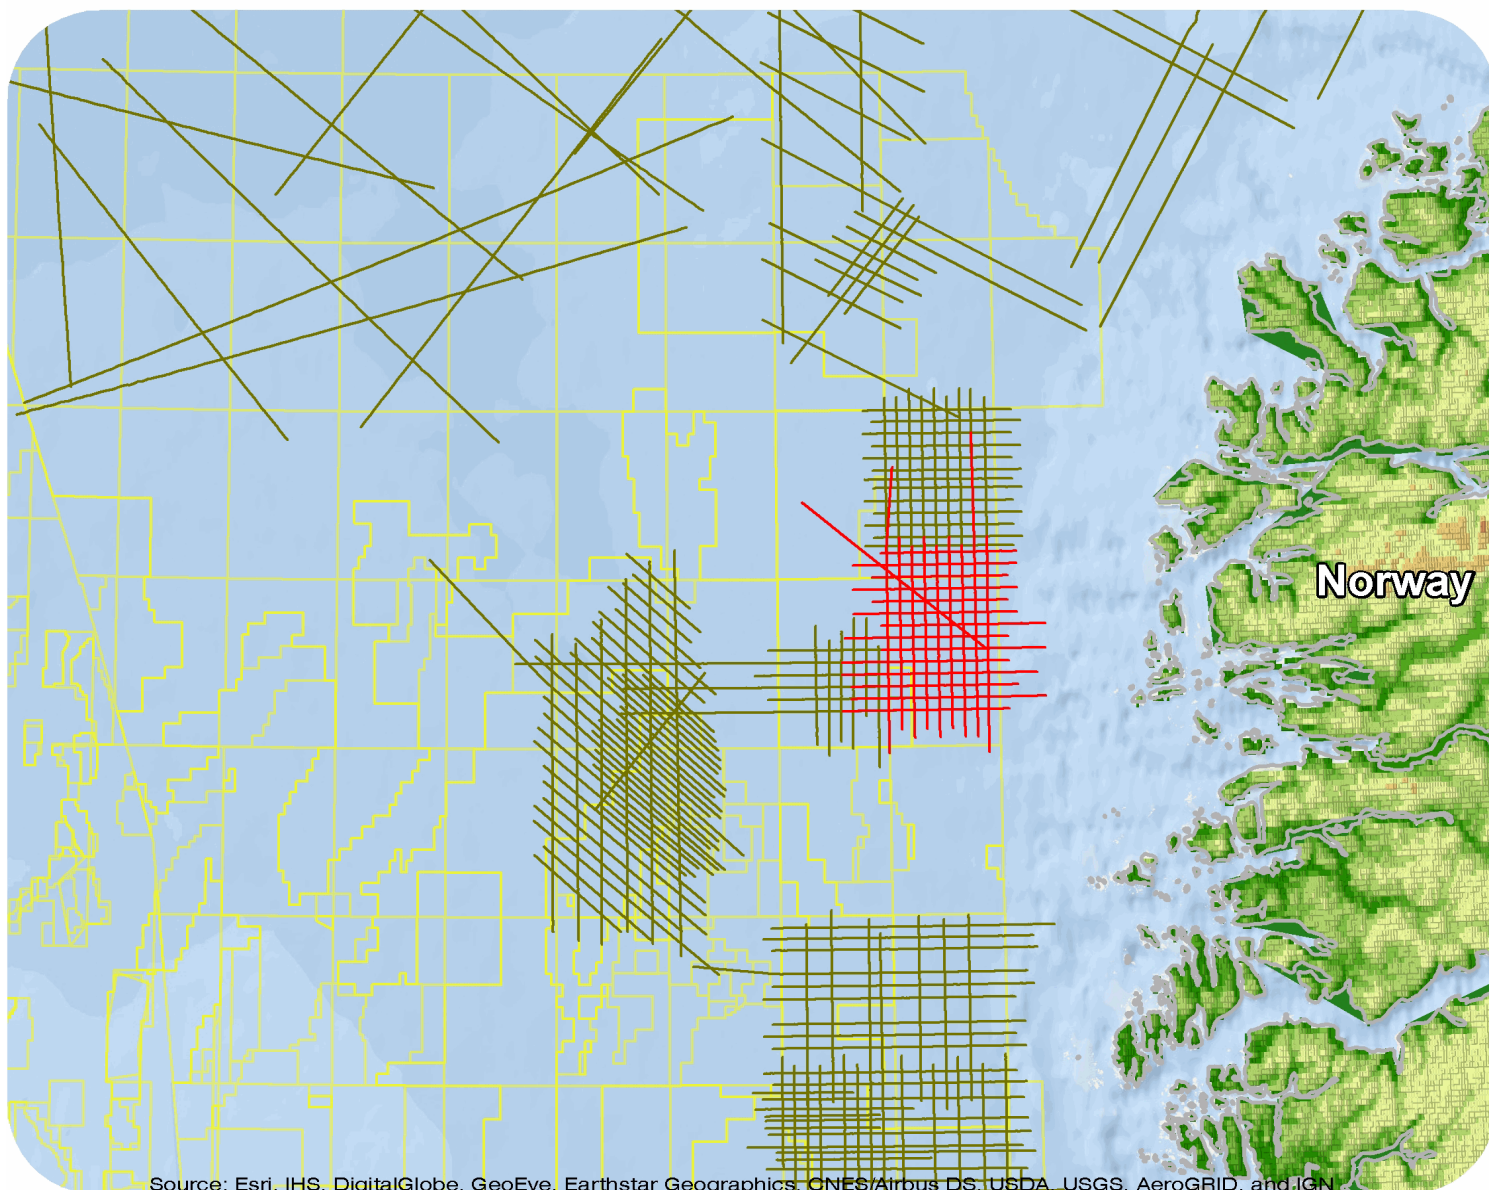 Norway
Source: Esri, IHS, DigitalGlobe, GeoEye, Earthstar Geographics, CNES/Airbus DS, USDA, USGS, AeroGRID, and IGN